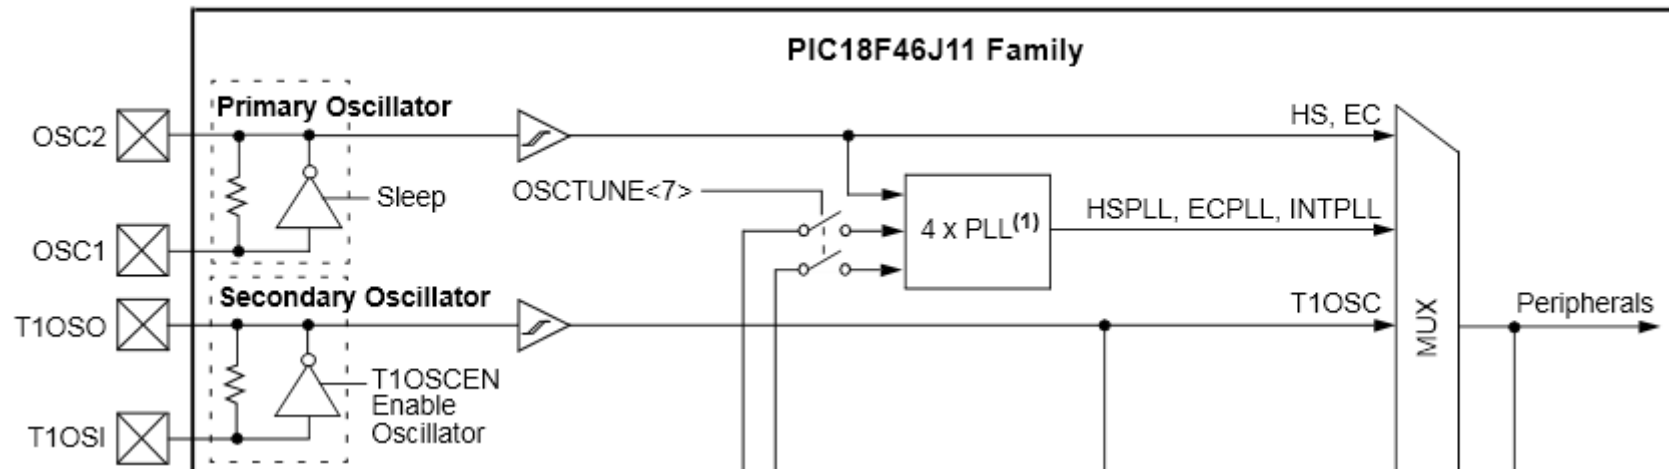 PIC18F46J11 Family
Primary Oscillator
OSC2
HS, EC
OSCTUNE<7>
Sleep
4 x PLL(1)
HSPLL, ECPLL, INTPLL
OSC1
Secondary Oscillator
T1OSO
T1OSC
Peripherals
MUX
T1OSCEN
Enable
Oscillator
T1OSI